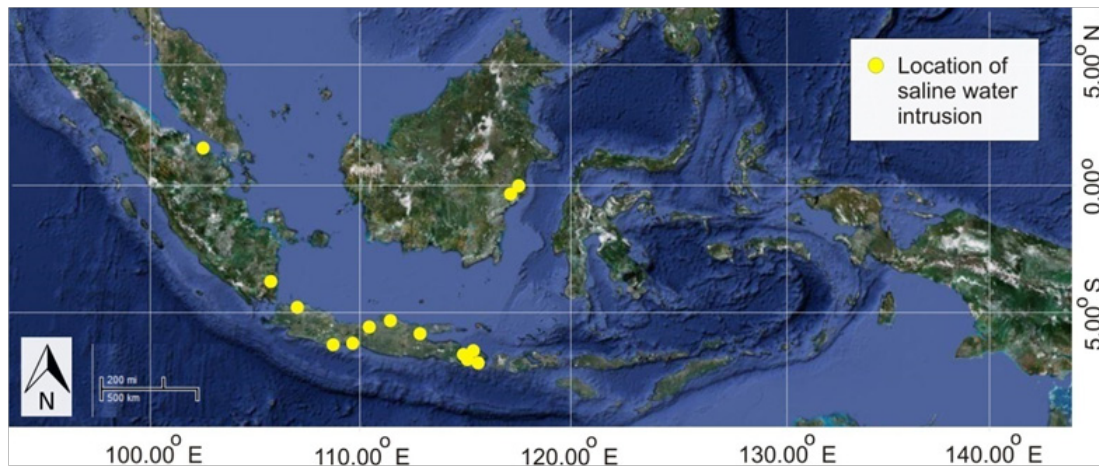 Location of
saline water
intrusion
5.00° N
0.00°
5.00° S
N
200 mi
500 km
100.00° E
110.00° E
120.00° E
130.00° E
140.00° E